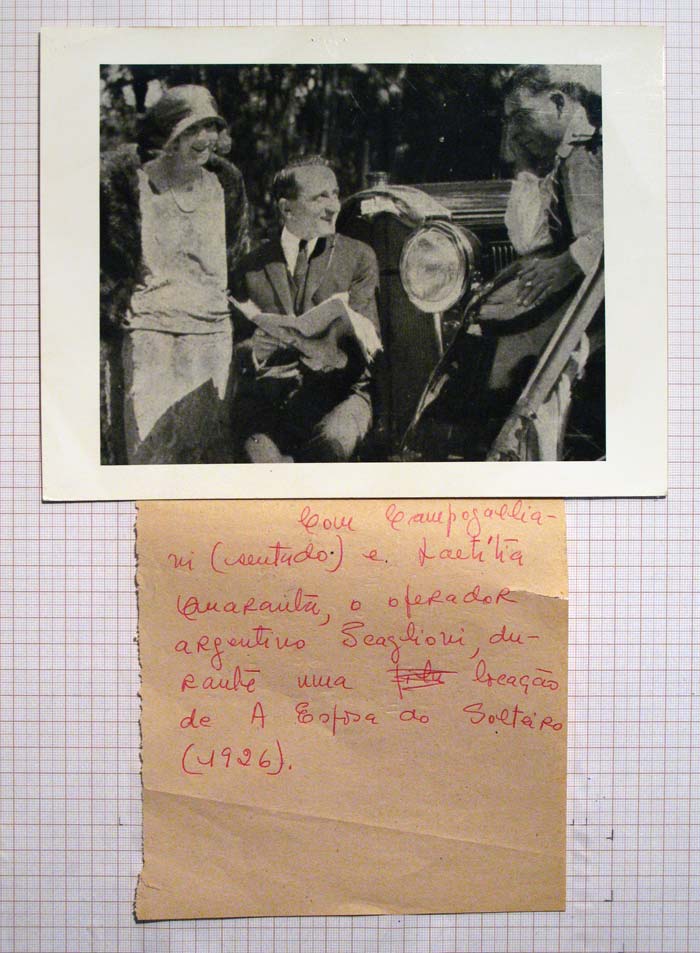 Com Campogallia-
ni (sentado) e Laetitia
Quaranta, o operador
argentino Scaglioni, du-
rante uma locação
de A Esposa do Solteiro
(1926).